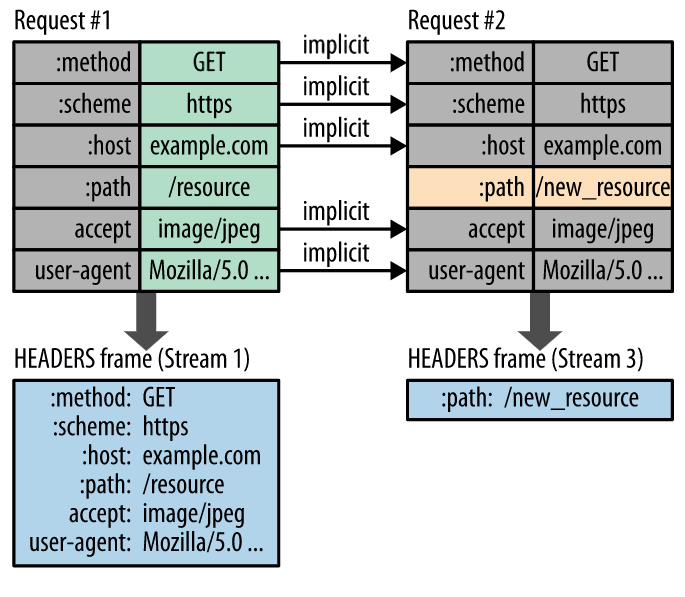 Request #1
:method GET
:scheme https
:host example.com
:path /resource
accept image/jpeg
user-agent Mozilla/5.0 ...
implicit
implicit
implicit
implicit
implicit
Request #2
:method GET
:scheme https
:host example.com
:path /new_resource
accept image/jpeg
user-agent Mozilla/5.0 ...
HEADERS frame (Stream 1)
:method: GET
:scheme: https
:host: example.com
:path: /resource
accept: image/jpeg
user-agent: Mozilla/5.0 ...
HEADERS frame (Stream 3)
:path: /new_resource